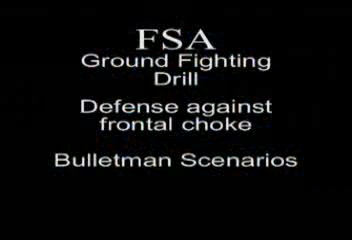 FSA
Ground Fighting
Drill
Defense against
frontal choke
Bulletman Scenarios